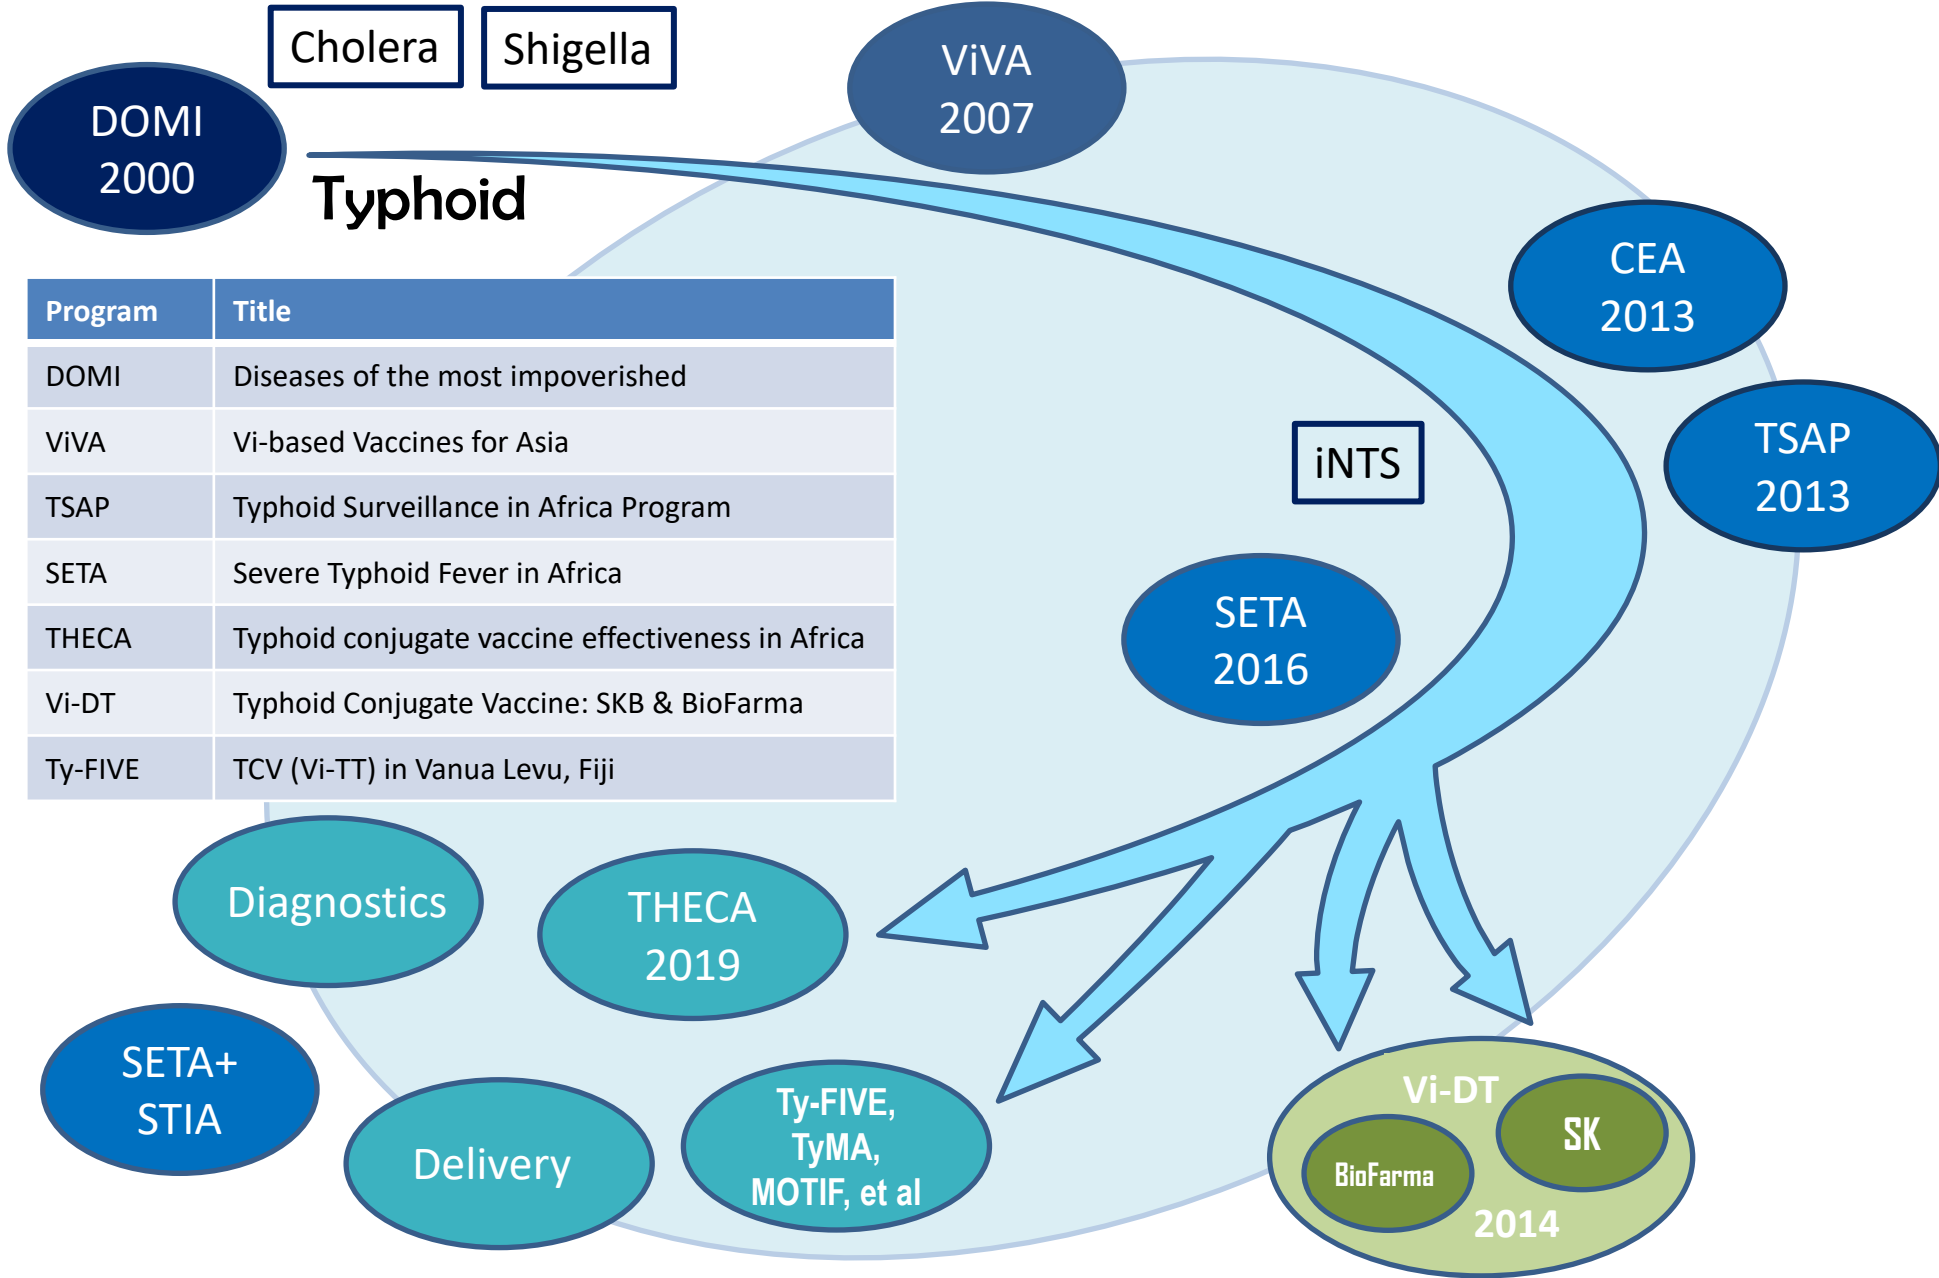 Cholera
Shigella
ViVA
2007
DOMI
2000
Typhoid
CEA
2013
TSAP
2013
iNTS
SETA
2016
Program Title
DOMI Diseases of the most impoverished
ViVA Vi-based Vaccines for Asia
TSAP Typhoid Surveillance in Africa Program
SETA Severe Typhoid Fever in Africa
THECA Typhoid conjugate vaccine effectiveness in Africa
Vi-DT Typhoid Conjugate Vaccine: SKB & BioFarma
Ty-FIVE TCV (Vi-TT) in Vanua Levu, Fiji
Diagnostics
THECA
2019
SETA+
STIA
Delivery
Ty-FIVE,
TyMA,
MOTIF, et al
Vi-DT
SK
BioFarma
2014